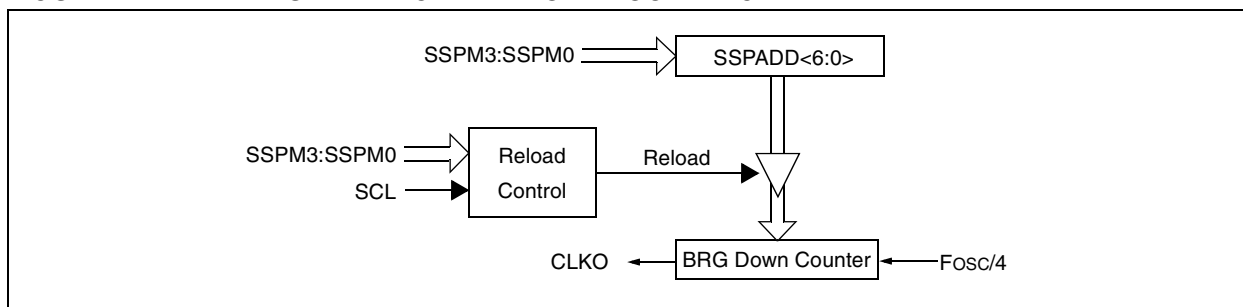 SSPM3:SSPM0
SSPADD<6:0>
SSPM3:SSPM0
Reload
Control
Reload
SCL
CLKO
BRG Down Counter
FOSC/4